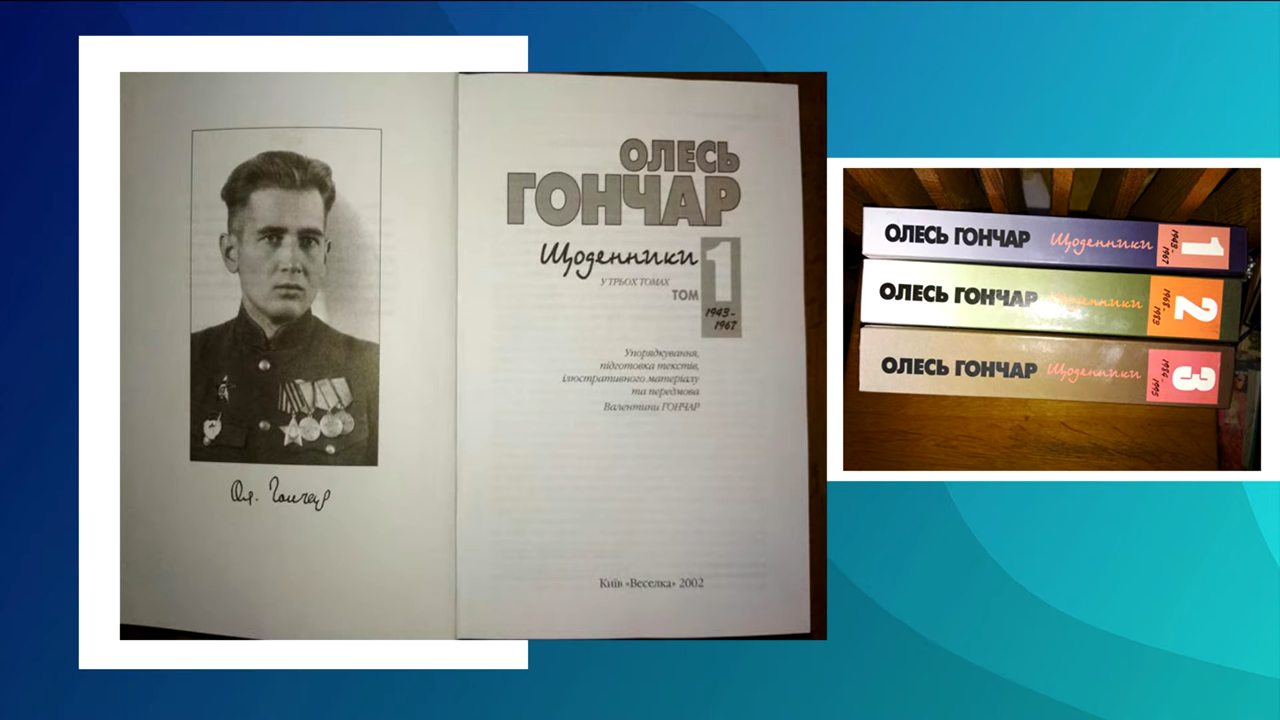 Ол. Гончар
ОЛЕСЬ
ГОНЧАР
Щоденники
У ТРЬОХ ТОМАХ
ТОМ 1
1943-
1967
Упорядкування,
підготовка текстів,
ілюстративного матеріалу
та передмова
Валентини ГОНЧАР
Київ «Веселка» 2002
ОЛЕСЬ ГОНЧАР Щоденники 1943-1967 1
ОЛЕСЬ ГОНЧАР Щоденники 1968-1983 2
ОЛЕСЬ ГОНЧАР Щоденники 1984-1995 3